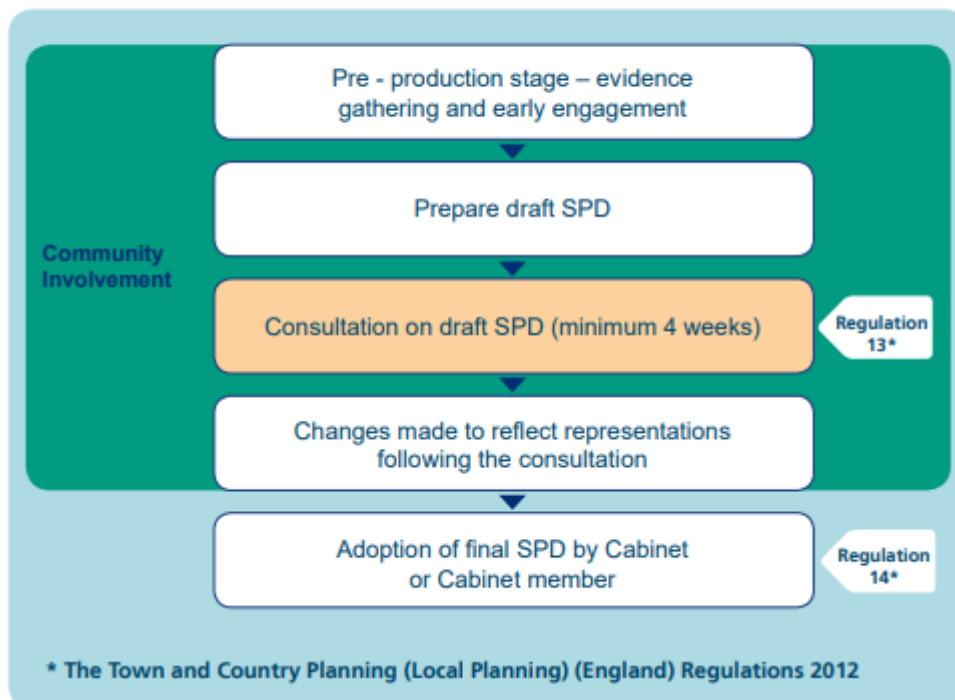 Pre - production stage – evidence
gathering and early engagement
Prepare draft SPD
Community
Involvement
Consultation on draft SPD (minimum 4 weeks)
Regulation
13*
Changes made to reflect representations
following the consultation
Adoption of final SPD by Cabinet
or Cabinet member
Regulation
14*
* The Town and Country Planning (Local Planning) (England) Regulations 2012